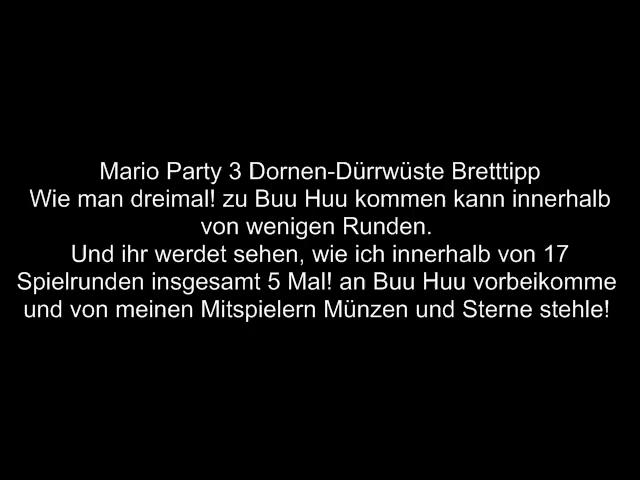 Mario Party 3 Dornen-Dürrwüste Bretttipp
Wie man dreimal! zu Buu Huu kommen kann innerhalb
von wenigen Runden.
Und ihr werdet sehen, wie ich innerhalb von 17
Spielrunden insgesamt 5 Mal! an Buu Huu vorbeikomme
und von meinen Mitspielern Münzen und Sterne stehle!